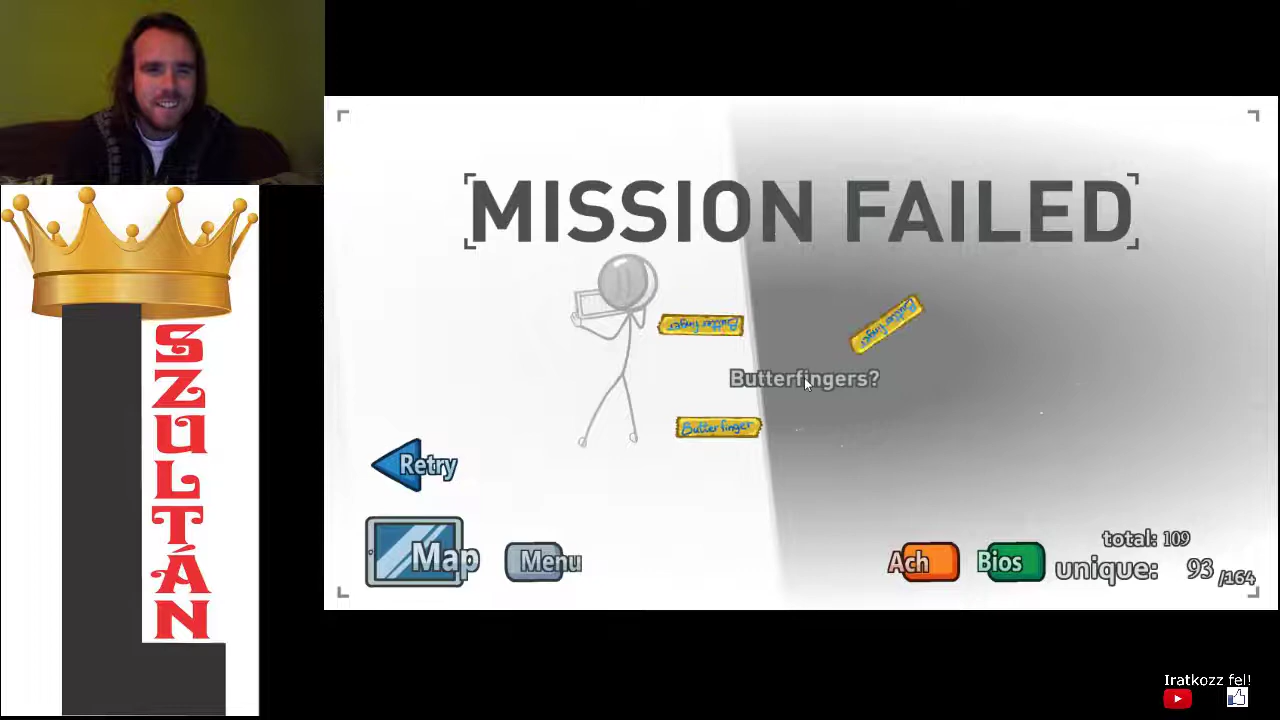 MISSION FAILED
Butterfinger
Butterfinger
Butterfingers?
Butterfinger
Retry
Map
Menu
Ach
Bios
total: 109
unique: 93 /164
L
SZULTÁN
Iratkozz fel!